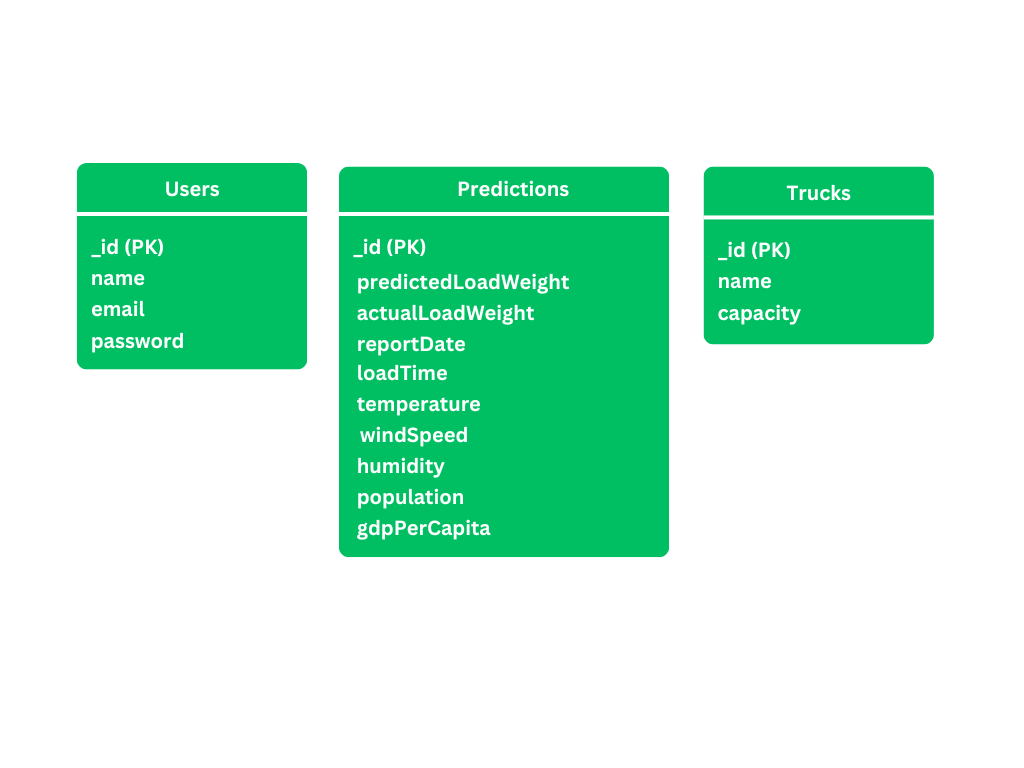 Users
_id (PK)
name
email
password
Predictions
_id (PK)
predictedLoadWeight
actualLoadWeight
reportDate
loadTime
temperature
windSpeed
humidity
population
gdpPerCapita
Trucks
_id (PK)
name
capacity